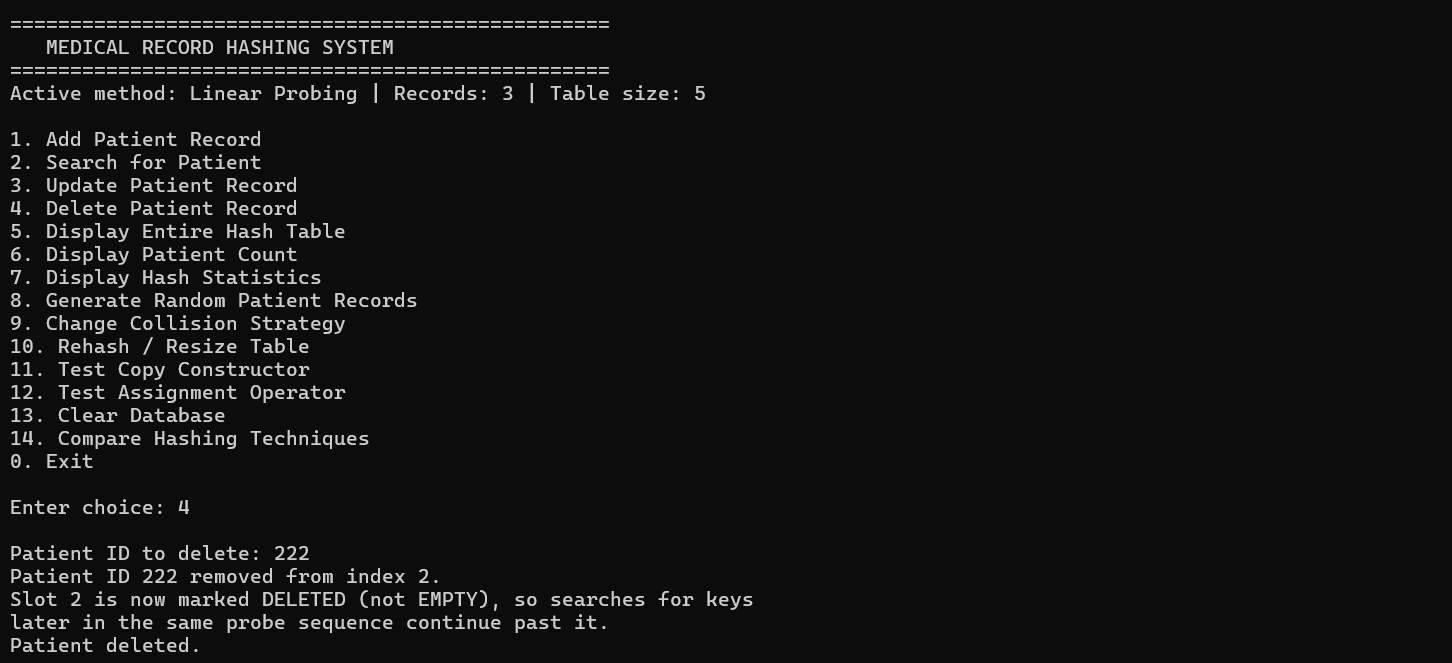 ==================================================
MEDICAL RECORD HASHING SYSTEM
==================================================
Active method: Linear Probing | Records: 3 | Table size: 5
1. Add Patient Record
2. Search for Patient
3. Update Patient Record
4. Delete Patient Record
5. Display Entire Hash Table
6. Display Patient Count
7. Display Hash Statistics
8. Generate Random Patient Records
9. Change Collision Strategy
10. Rehash / Resize Table
11. Test Copy Constructor
12. Test Assignment Operator
13. Clear Database
14. Compare Hashing Techniques
0. Exit
Enter choice: 4
Patient ID to delete: 222
Patient ID 222 removed from index 2.
Slot 2 is now marked DELETED (not EMPTY), so searches for keys
later in the same probe sequence continue past it.
Patient deleted.